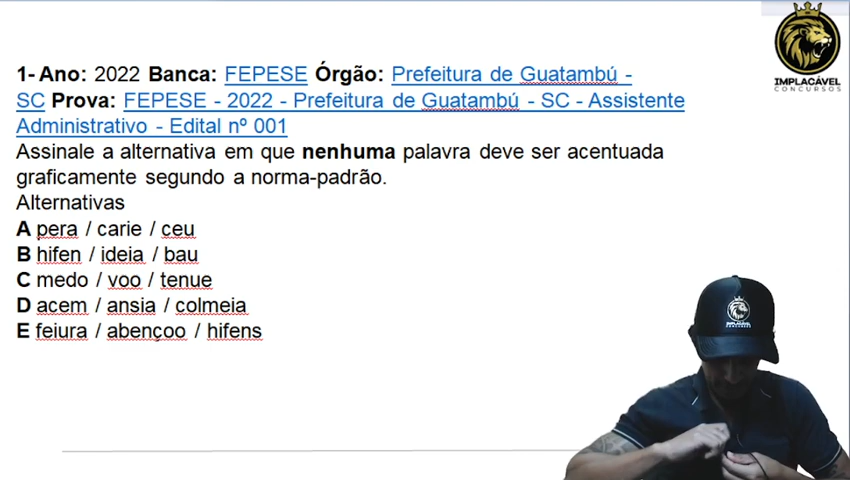 IMPLACÁVEL
CONCURSOS
1- Ano: 2022 Banca: FEPESE Órgão: Prefeitura de Guatambú -
SC Prova: FEPESE - 2022 - Prefeitura de Guatambú - SC - Assistente
Administrativo - Edital nº 001
Assinale a alternativa em que nenhuma palavra deve ser acentuada
graficamente segundo a norma-padrão.
Alternativas
A pera / carie / ceu
B hifen / ideia / bau
C medo / voo / tenue
D acem / ansia / colmeia
E feiura / abençoo / hifens
IMPLACÁVEL
CONCURSOS